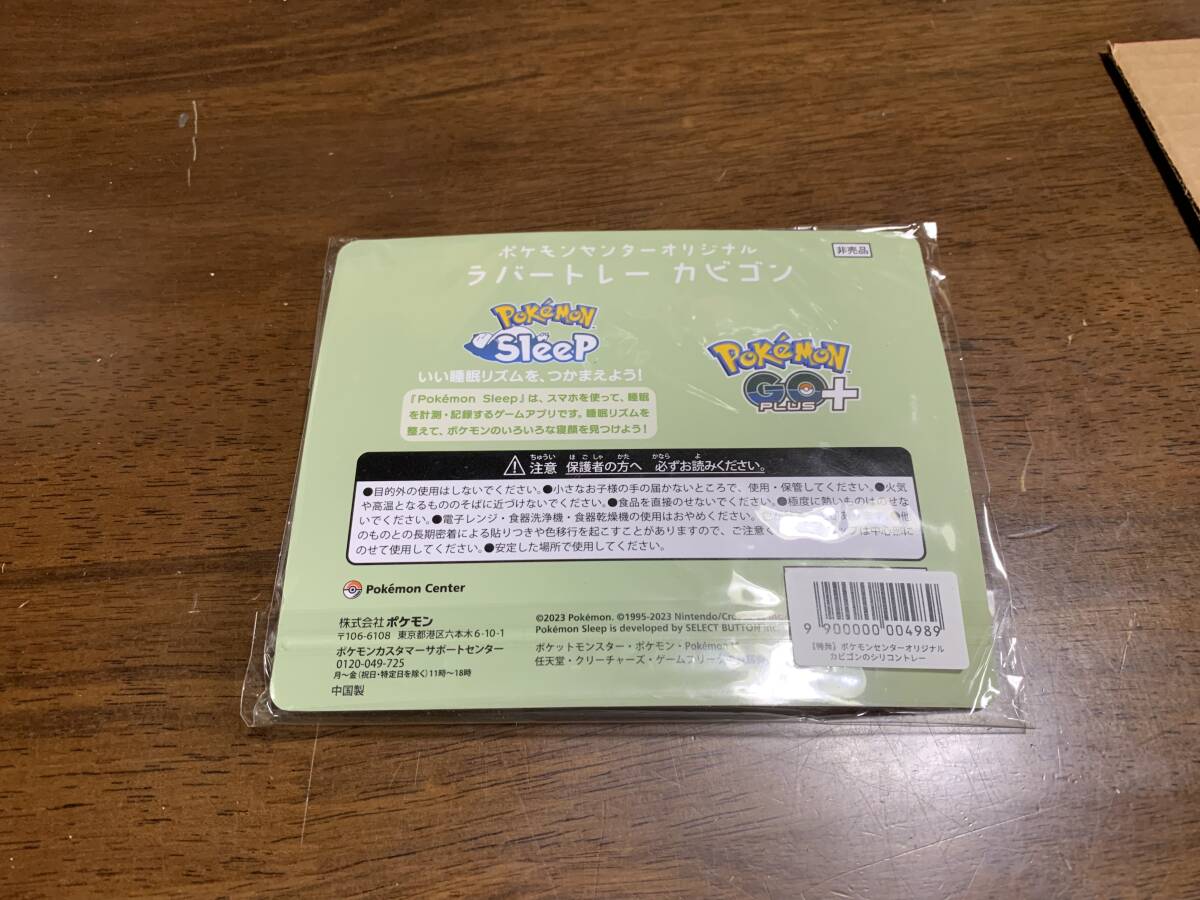 ポケモンセンターオリジナル
非売品
ラバートレー カビゴン
POKéMON
Sleep
POKéMON
GO+
PLUS
いい睡眠リズムを、つかまえよう!
『Pokémon Sleep』は、スマホを使って、睡眠
を計測・記録するゲームアプリです。睡眠リズムを
整えて、ポケモンのいろいろな寝顔を見つけよう!
ちゅうい ほごしゃ かた かなら よ
注意 保護者の方へ 必ずお読みください。
●目的外の使用はしないでください。●小さなお子様の手の届かないところで、使用・保管してください。●火気
や高温となるもののそばに近づけないでください。●食品を直接のせないでください。●極度に熱いものはのせな
いでください。●電子レンジ・食器洗浄機・食器乾燥機の使用はおやめください。 ●他
のものとの長期密着による貼りつきや色移行を起こすことがありますので、ご注意く は中心部に
のせて使用してください。●安定した場所で使用してください。
Pokémon Center
株式会社 ポケモン
〒106-6108 東京都港区六本木6-10-1
ポケモンカスタマーサポートセンター
0120-049-725
月～金(祝日・特定日を除く)11時～18時
中国製
©2023 Pokémon. ©1995-2023 Nintendo/Cre
Pokémon Sleep is developed by SELECT BUTTON inc.
ポケットモンスター・ポケモン・Pokémon
任天堂・クリーチャーズ・ゲームフリーク
9 900000 004989
【特典】ポケモンセンターオリジナル
カビゴンのシリコントレー